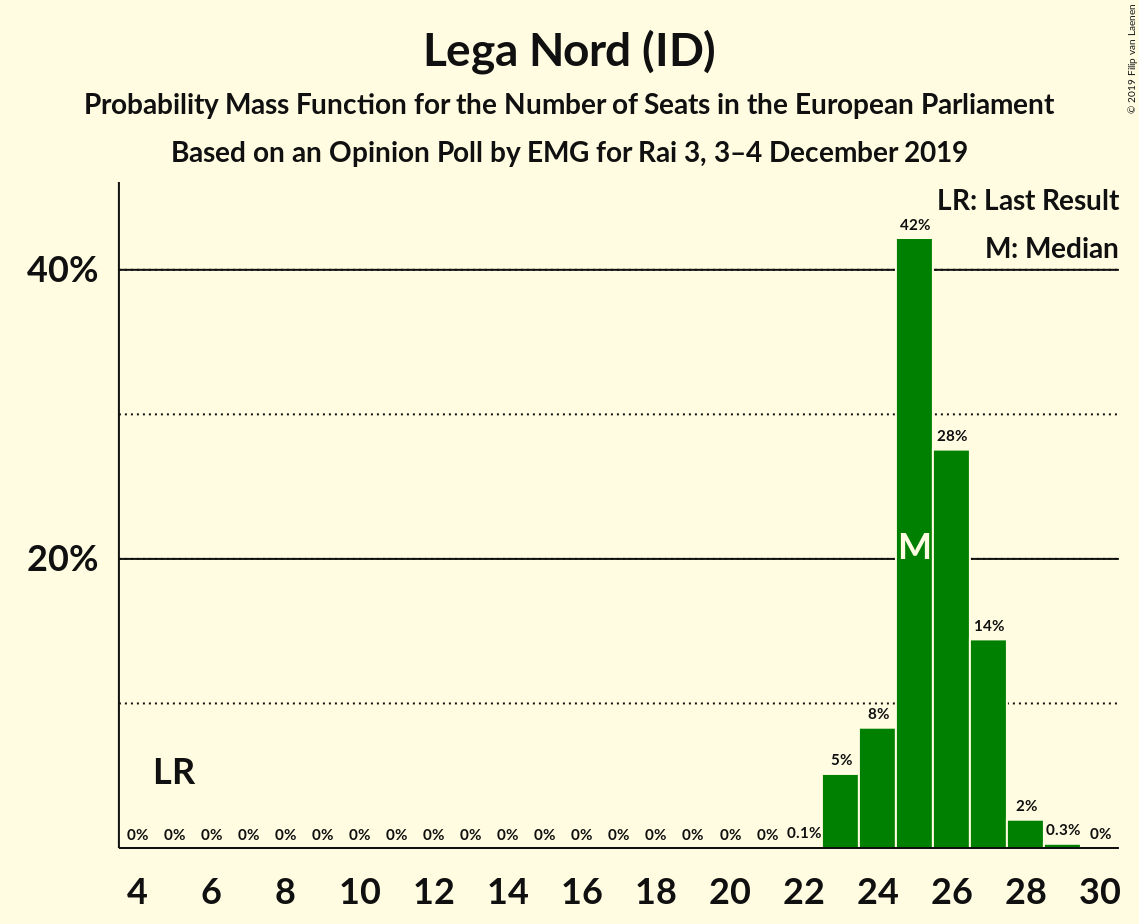 Lega Nord (ID)
Probability Mass Function for the Number of Seats in the European Parliament
Based on an Opinion Poll by EMG for Rai 3, 3–4 December 2019
© 2019 Filip van Laenen
LR: Last Result
M: Median
40%
20%
42%
28%
M
14%
8%
5%
2%
LR
0% 0% 0% 0% 0% 0% 0% 0% 0% 0% 0% 0% 0% 0% 0% 0% 0% 0% 0.1% 0.3% 0%
4 6 8 10 12 14 16 18 20 22 24 26 28 30